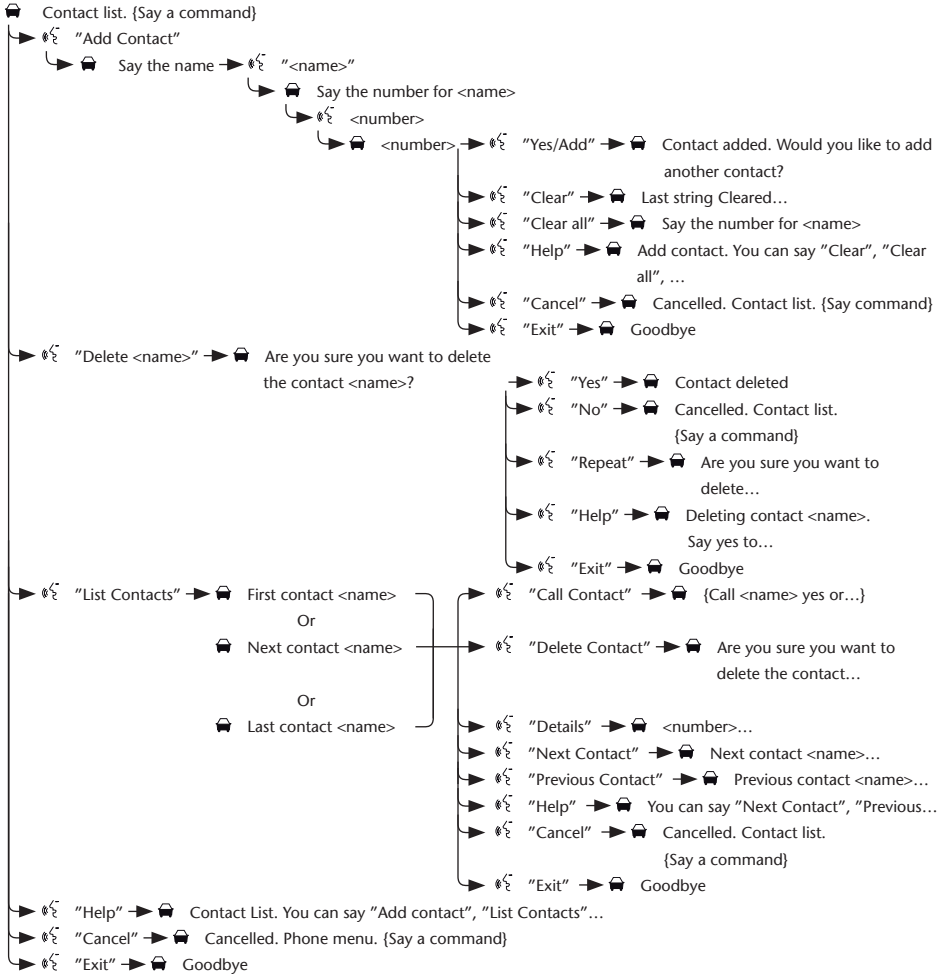 Contact list. {Say a command}
"Add Contact"
Say the name "<name>"
Say the number for <name>
<number>
<number> "Yes/Add" Contact added. Would you like to add
another contact?
"Clear" Last string Cleared…
"Clear all" Say the number for <name>
"Help" Add contact. You can say "Clear", "Clear
all", …
"Cancel" Cancelled. Contact list. {Say command}
"Exit" Goodbye
"Delete <name>" Are you sure you want to delete
the contact <name>?
"Yes" Contact deleted
"No" Cancelled. Contact list.
{Say a command}
"Repeat" Are you sure you want to
delete…
"Help" Deleting contact <name>.
Say yes to…
"Exit" Goodbye
"List Contacts" First contact <name>
Or
Next contact <name>
Or
Last contact <name>
"Call Contact" {Call <name> yes or…}
"Delete Contact" Are you sure you want to
delete the contact…
"Details" <number>…
"Next Contact" Next contact <name>…
"Previous Contact" Previous contact <name>…
"Help" You can say "Next Contact", "Previous…
"Cancel" Cancelled. Contact list.
{Say a command}
"Exit" Goodbye
"Help" Contact List. You can say "Add contact", "List Contacts"…
"Cancel" Cancelled. Phone menu. {Say a command}
"Exit" Goodbye